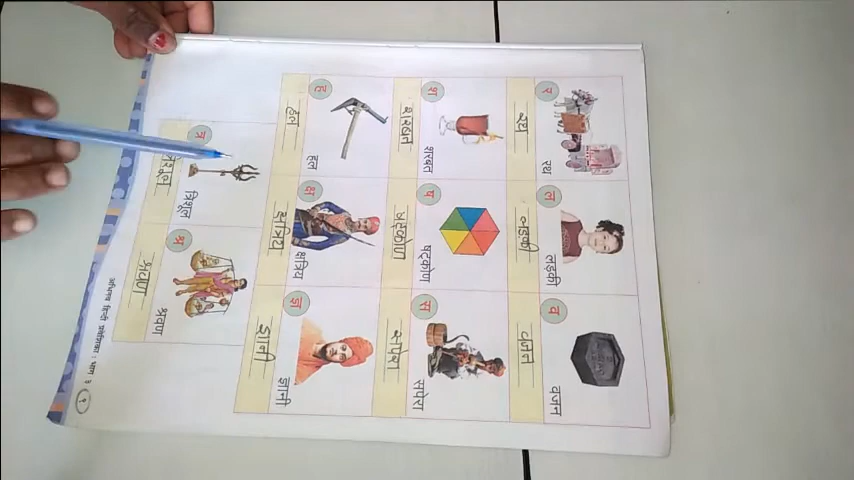 र
रथ
रथ
ल
लड़की
लड़की
व
वजन
वजन
श
शरबत
शरबत
ष
षट्कोण
षट्कोण
स
सपेरा
सपेरा
ह
हल
हल
क्ष
क्षत्रिय
क्षत्रिय
ज्ञ
ज्ञानी
ज्ञानी
त्र
त्रिशूल
श्र
श्रवण
श्रवण